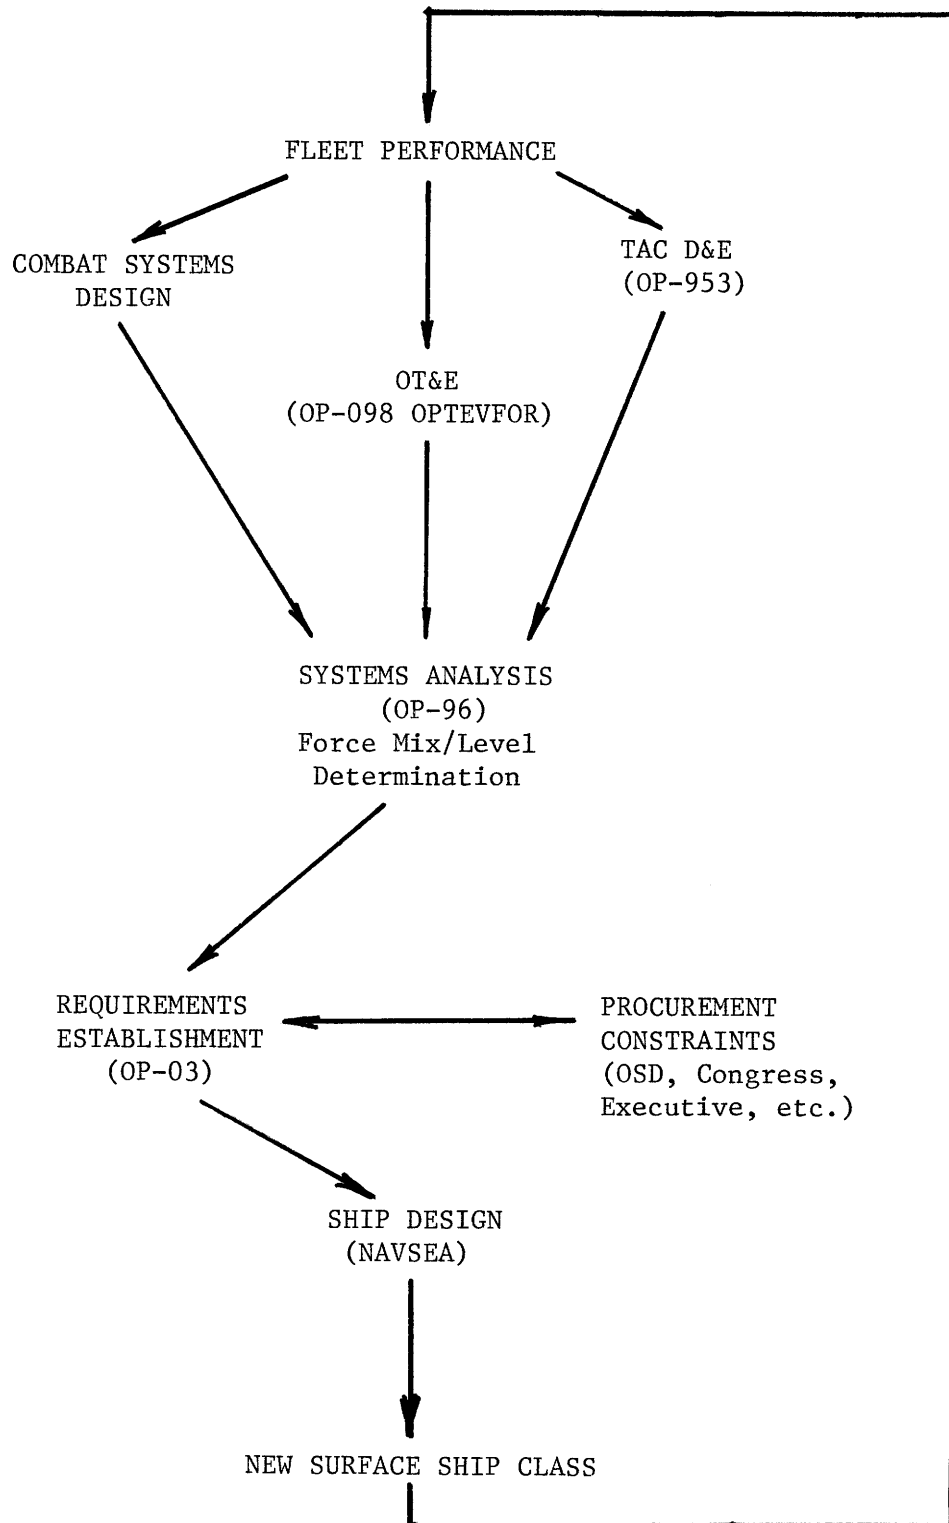 FLEET PERFORMANCE
COMBAT SYSTEMS
DESIGN
TAC D&E
(OP-953)
OT&E
(OP-098 OPTEVFOR)
SYSTEMS ANALYSIS
(OP-96)
Force Mix/Level
Determination
REQUIREMENTS
ESTABLISHMENT
(OP-03)
PROCUREMENT
CONSTRAINTS
(OSD, Congress,
Executive, etc.)
SHIP DESIGN
(NAVSEA)
NEW SURFACE SHIP CLASS